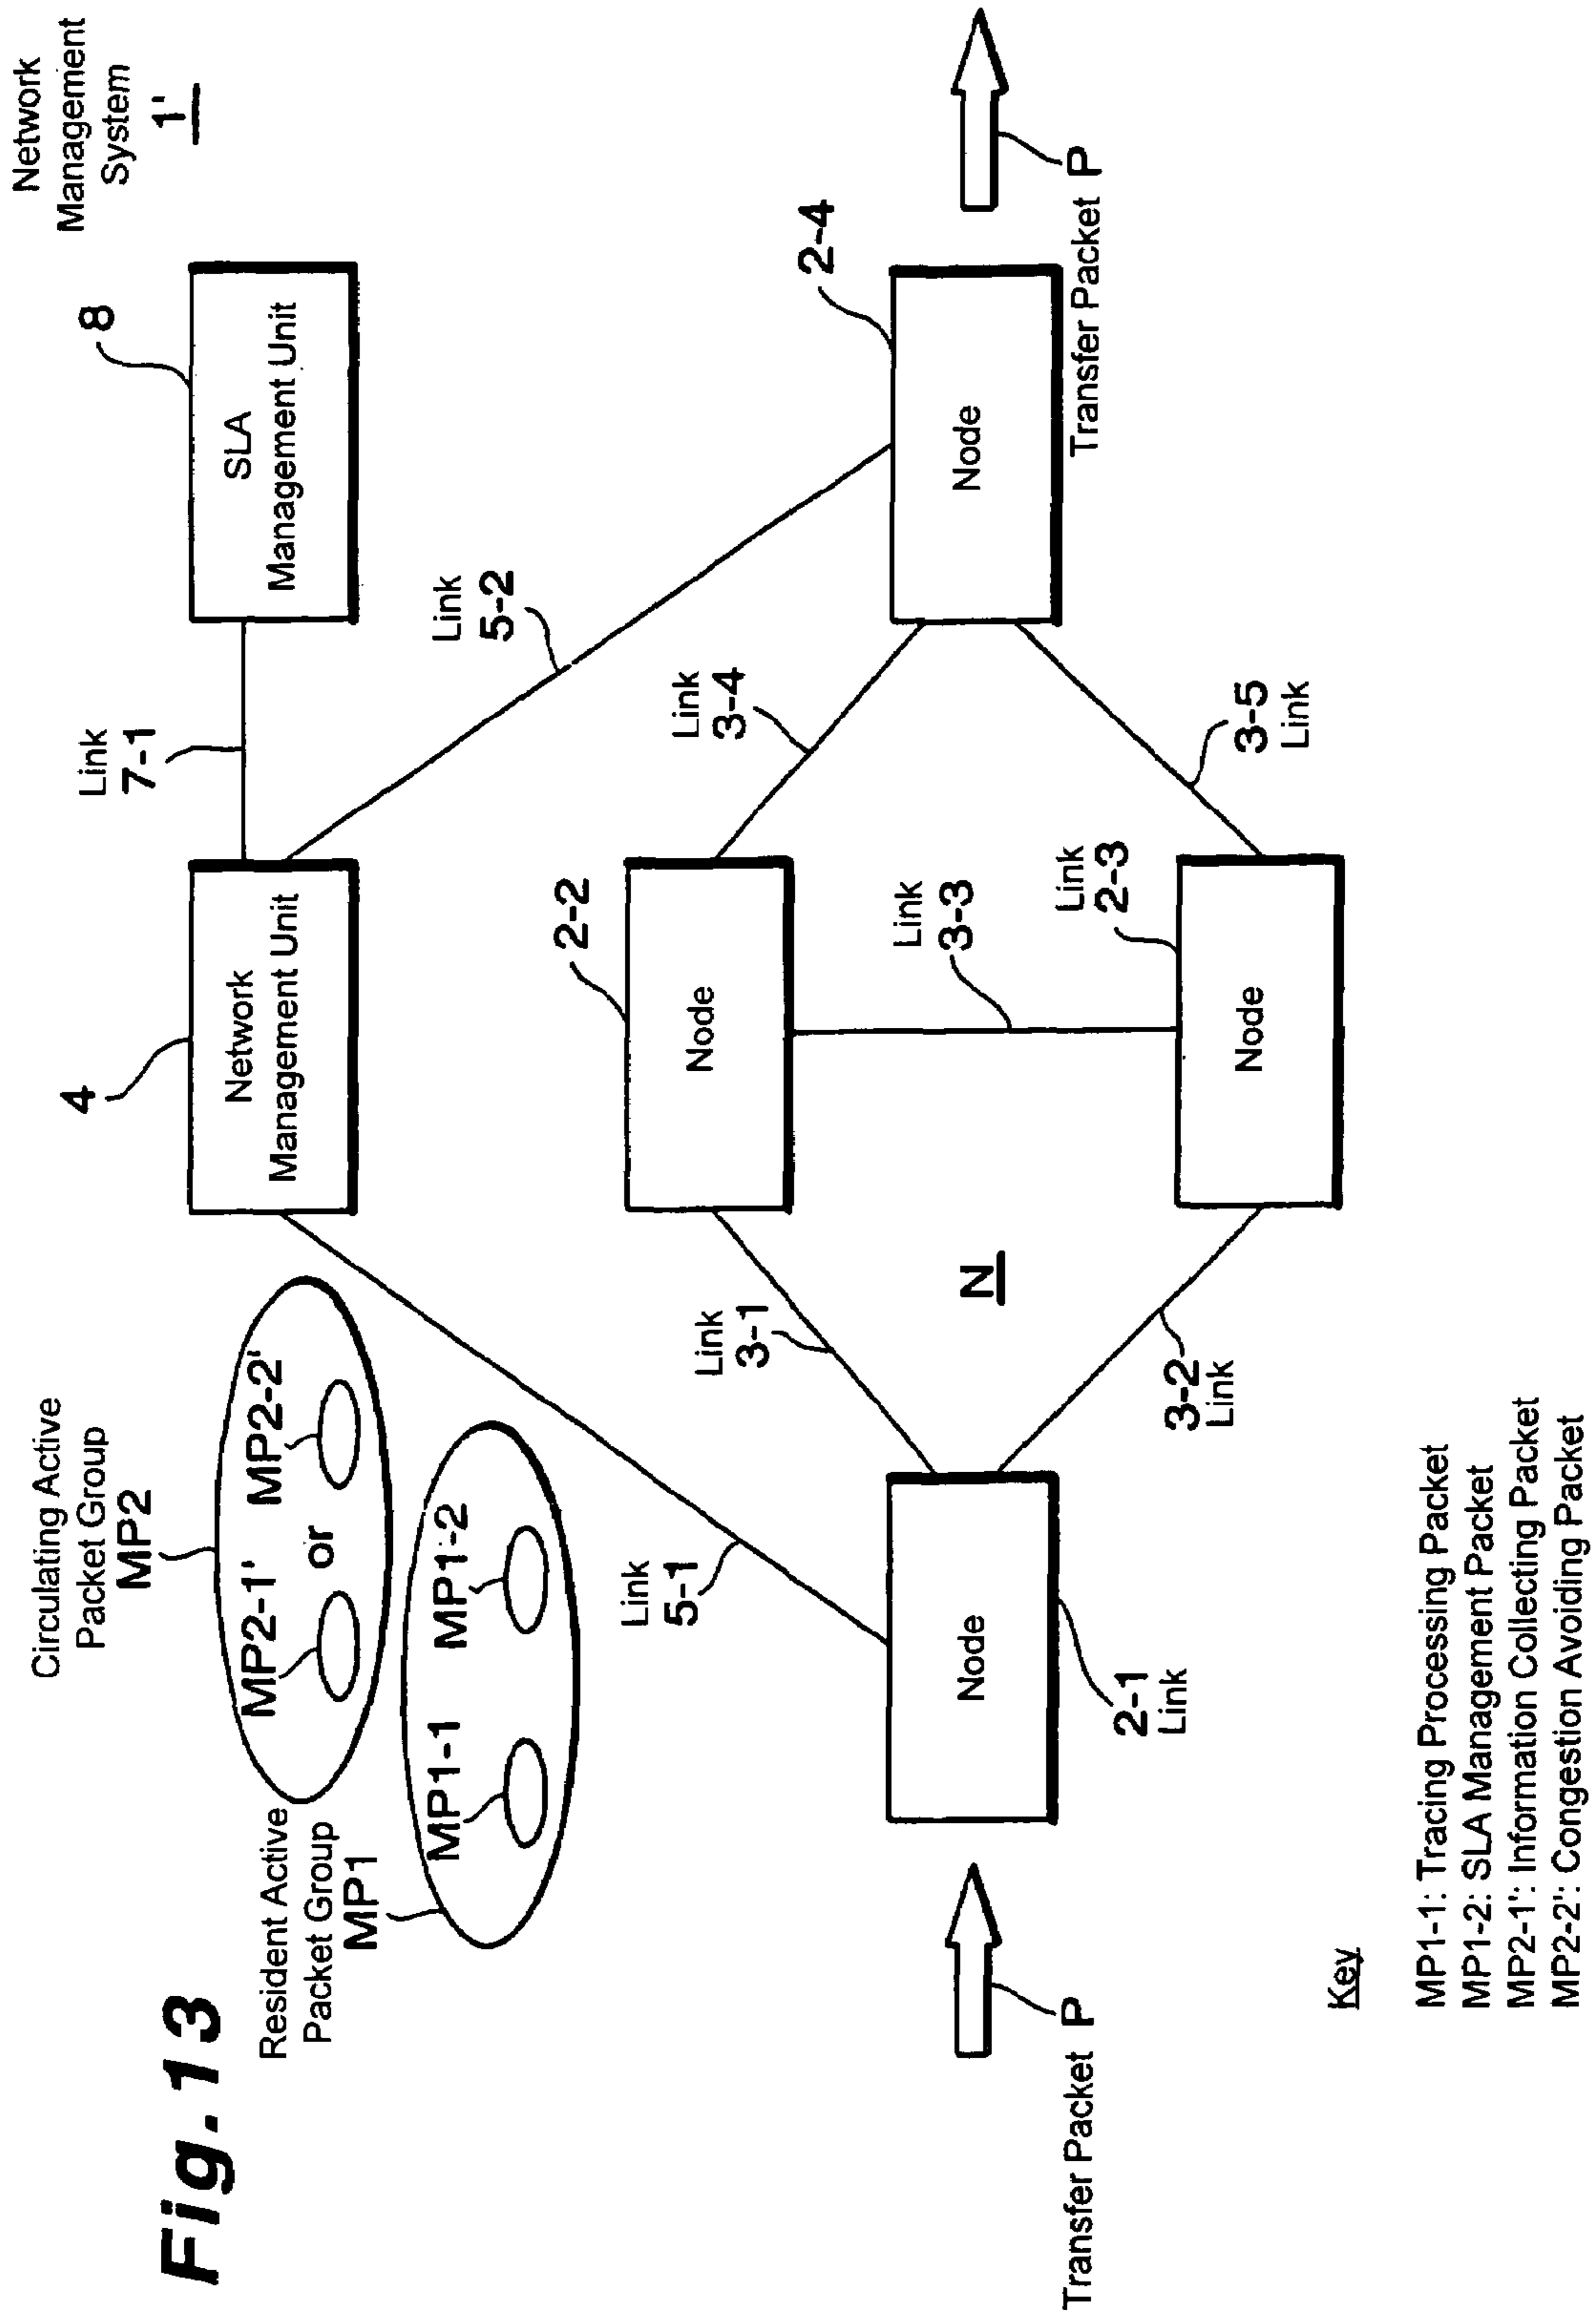 Fig.13
Network
Management
System
1'
Circulating Active
Packet Group
MP2
MP2-1'
or
MP2-2'
Resident Active
Packet Group
MP1
MP1-1
MP1-2
4
Network
Management Unit
Link
7-1
8
SLA
Management Unit
Link
5-1
Link
5-2
2-2
Node
Link
3-1
Link
3-4
N
Link
3-3
Transfer Packet P
Node
2-1
Link
3-2
Link
Link
2-3
Node
3-5
Link
2-4
Node
Transfer Packet P
Key
MP1-1: Tracing Processing Packet
MP1-2: SLA Management Packet
MP2-1': Information Collecting Packet
MP2-2': Congestion Avoiding Packet